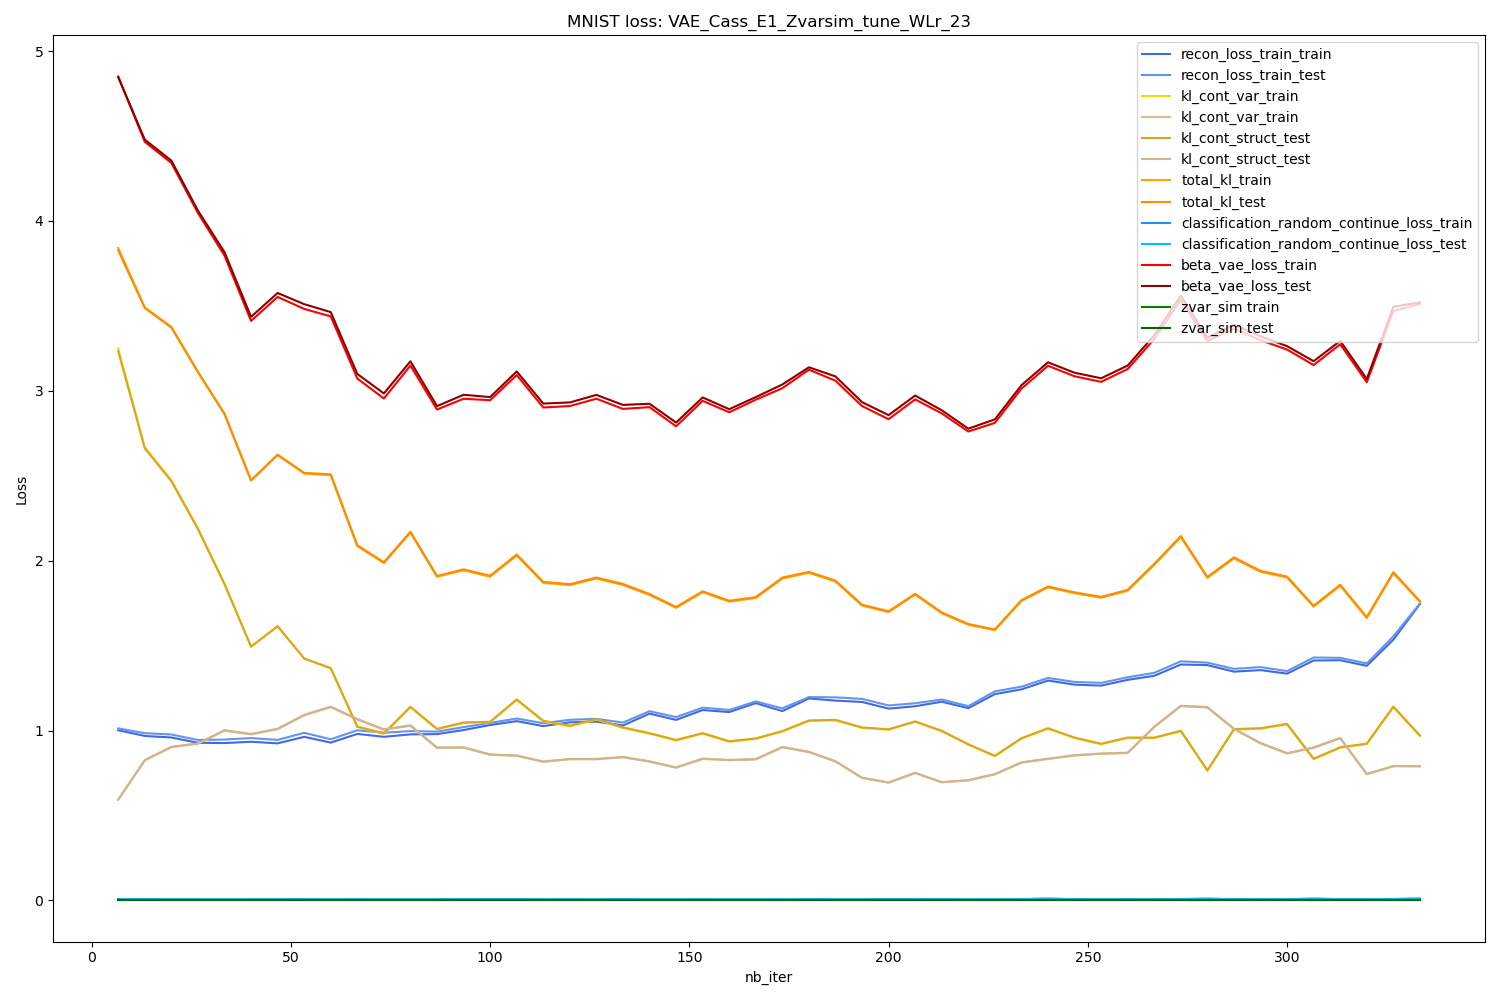 MNIST loss: VAE_Cass_E1_Zvarsim_tune_WLr_23
recon_loss_train_train
recon_loss_train_test
kl_cont_var_train
kl_cont_var_train
kl_cont_struct_test
kl_cont_struct_test
total_kl_train
total_kl_test
classification_random_continue_loss_train
classification_random_continue_loss_test
beta_vae_loss_train
beta_vae_loss_test
zvar_sim train
zvar_sim test
Loss
5
4
3
2
1
0
0 50 100 150 200 250 300
nb_iter